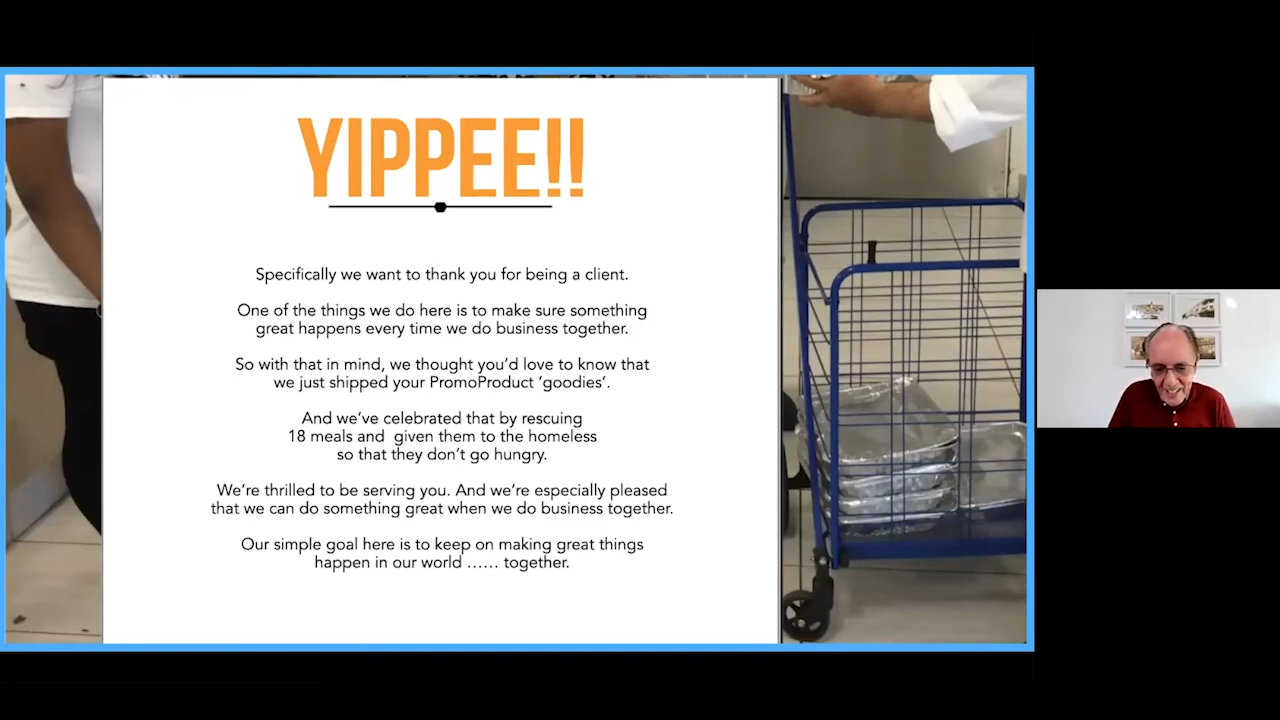 YIPPEE!!
Specifically we want to thank you for being a client.
One of the things we do here is to make sure something
great happens every time we do business together.
So with that in mind, we thought you’d love to know that
we just shipped your PromoProduct ‘goodies’.
And we’ve celebrated that by rescuing
18 meals and  given them to the homeless
so that they don’t go hungry.
We’re thrilled to be serving you. And we’re especially pleased
that we can do something great when we do business together.
Our simple goal here is to keep on making great things
happen in our world ...... together.